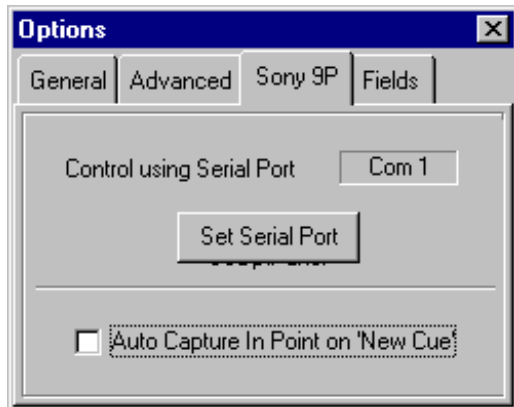 Options
General Advanced Sony 9P Fields
Control using Serial Port Com 1
Set Serial Port
Auto Capture In Point on 'New Cue'